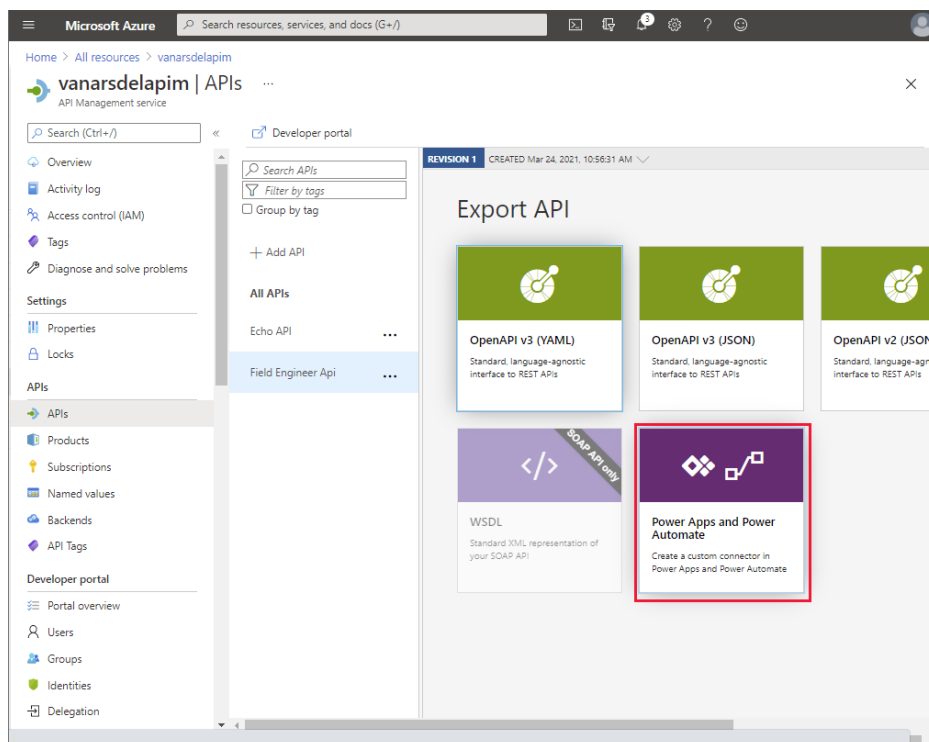 Microsoft Azure
Search resources, services, and docs (G+/)
3
Home > All resources > vanarsdelapim
vanarsdelapim | APIs ...
API Management service
Search (Ctrl+/)
Overview
Activity log
Access control (IAM)
Tags
Diagnose and solve problems
Settings
Properties
Locks
APIs
APIs
Products
Subscriptions
Named values
Backends
API Tags
Developer portal
Portal overview
Users
Groups
Identities
Delegation
Developer portal
Search APIs
Filter by tags
Group by tag
+ Add API
All APIs
Echo API ...
Field Engineer Api ...
REVISION 1 CREATED Mar 24, 2021, 10:56:31 AM
Export API
OpenAPI v3 (YAML)
Standard, language-agnostic
interface to REST APIs
OpenAPI v3 (JSON)
Standard, language-agnostic
interface to REST APIs
OpenAPI v2 (JSON
Standard, language-agn
interface to REST APIs
SOAP API only
WSDL
Standard XML representation of
your SOAP API
Power Apps and Power
Automate
Create a custom connector in
Power Apps and Power Automate